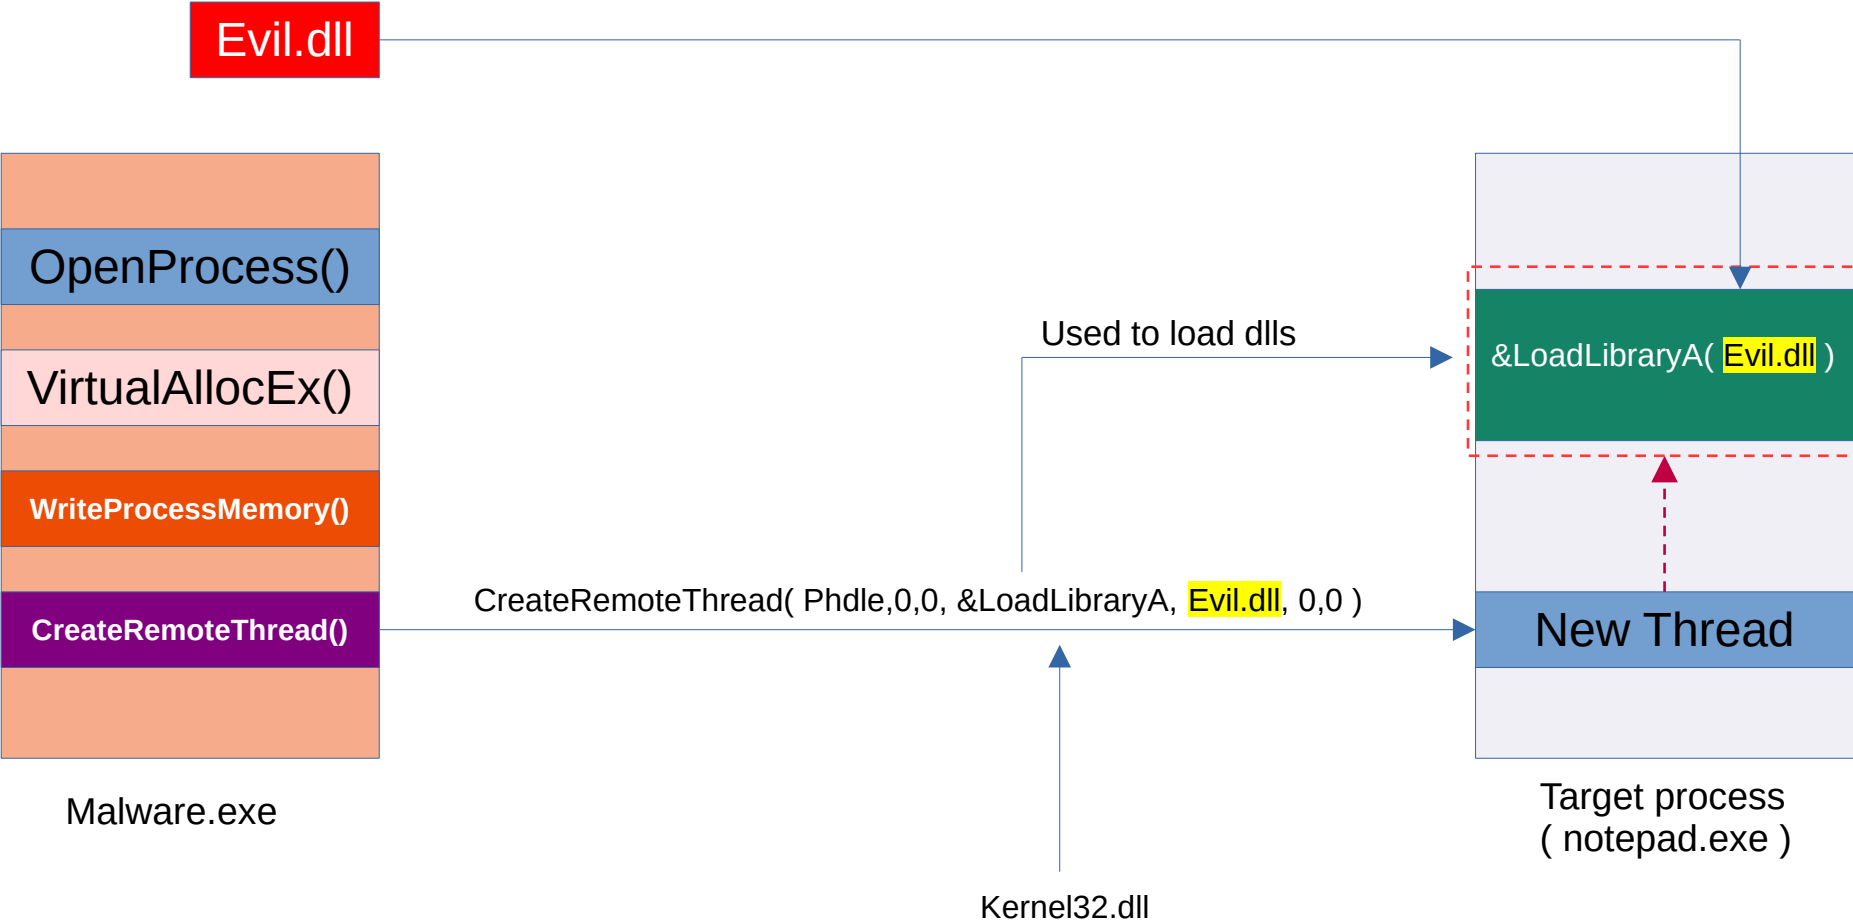 Evil.dll
OpenProcess()
VirtualAllocEx()
WriteProcessMemory()
CreateRemoteThread()
Malware.exe
Used to load dlls
CreateRemoteThread( Phdle,0,0, &LoadLibraryA, Evil.dll, 0,0 )
Kernel32.dll
&LoadLibraryA( Evil.dll )
New Thread
Target process
( notepad.exe )